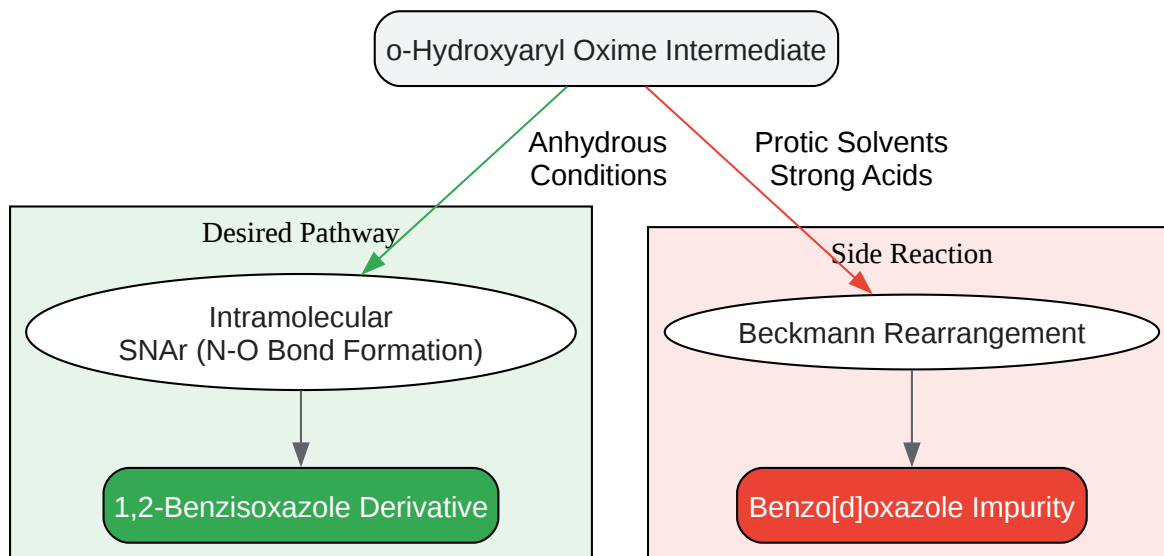 o-Hydroxyaryl Oxime Intermediate
Anhydrous
Conditions
Protic Solvents
Strong Acids
Desired Pathway
Intramolecular
SNAr (N-O Bond Formation)
1,2-Benzisoxazole Derivative
Side Reaction
Beckmann Rearrangement
Benzo[d]oxazole Impurity